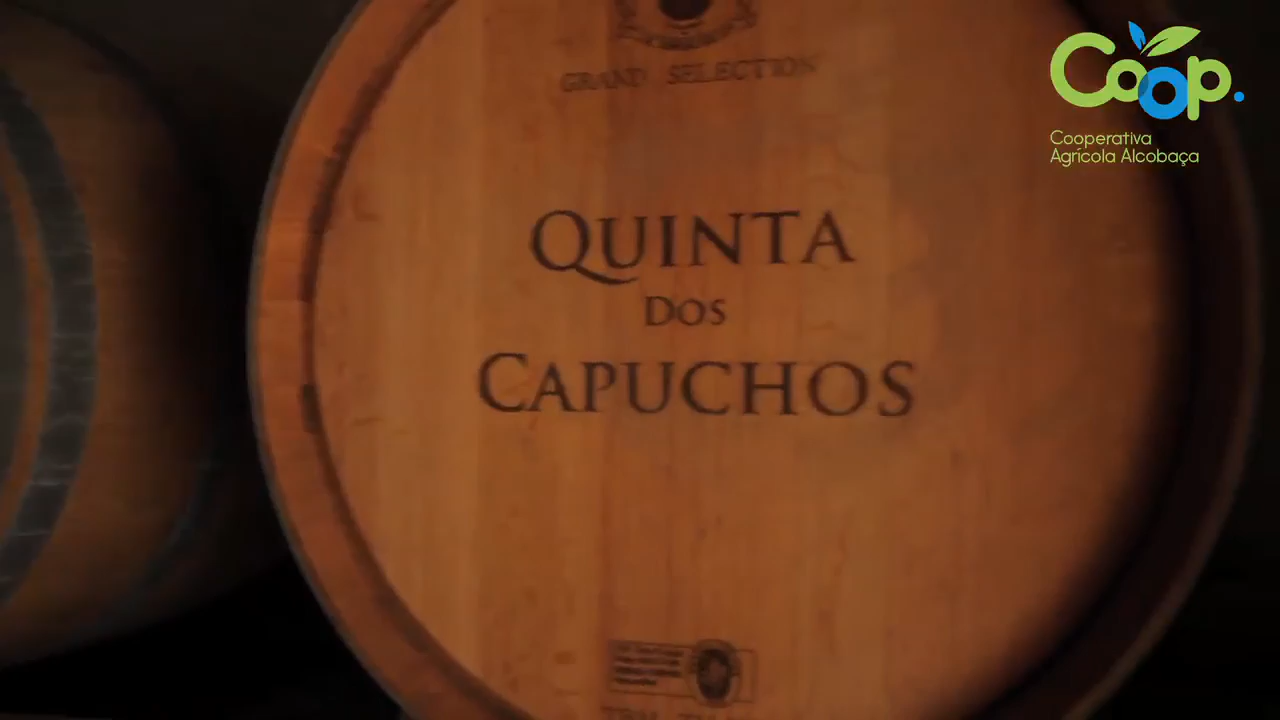 GRAND SELECTION
QUINTA
DOS
CAPUCHOS
Coop.
Cooperativa
Agrícola Alcobaça